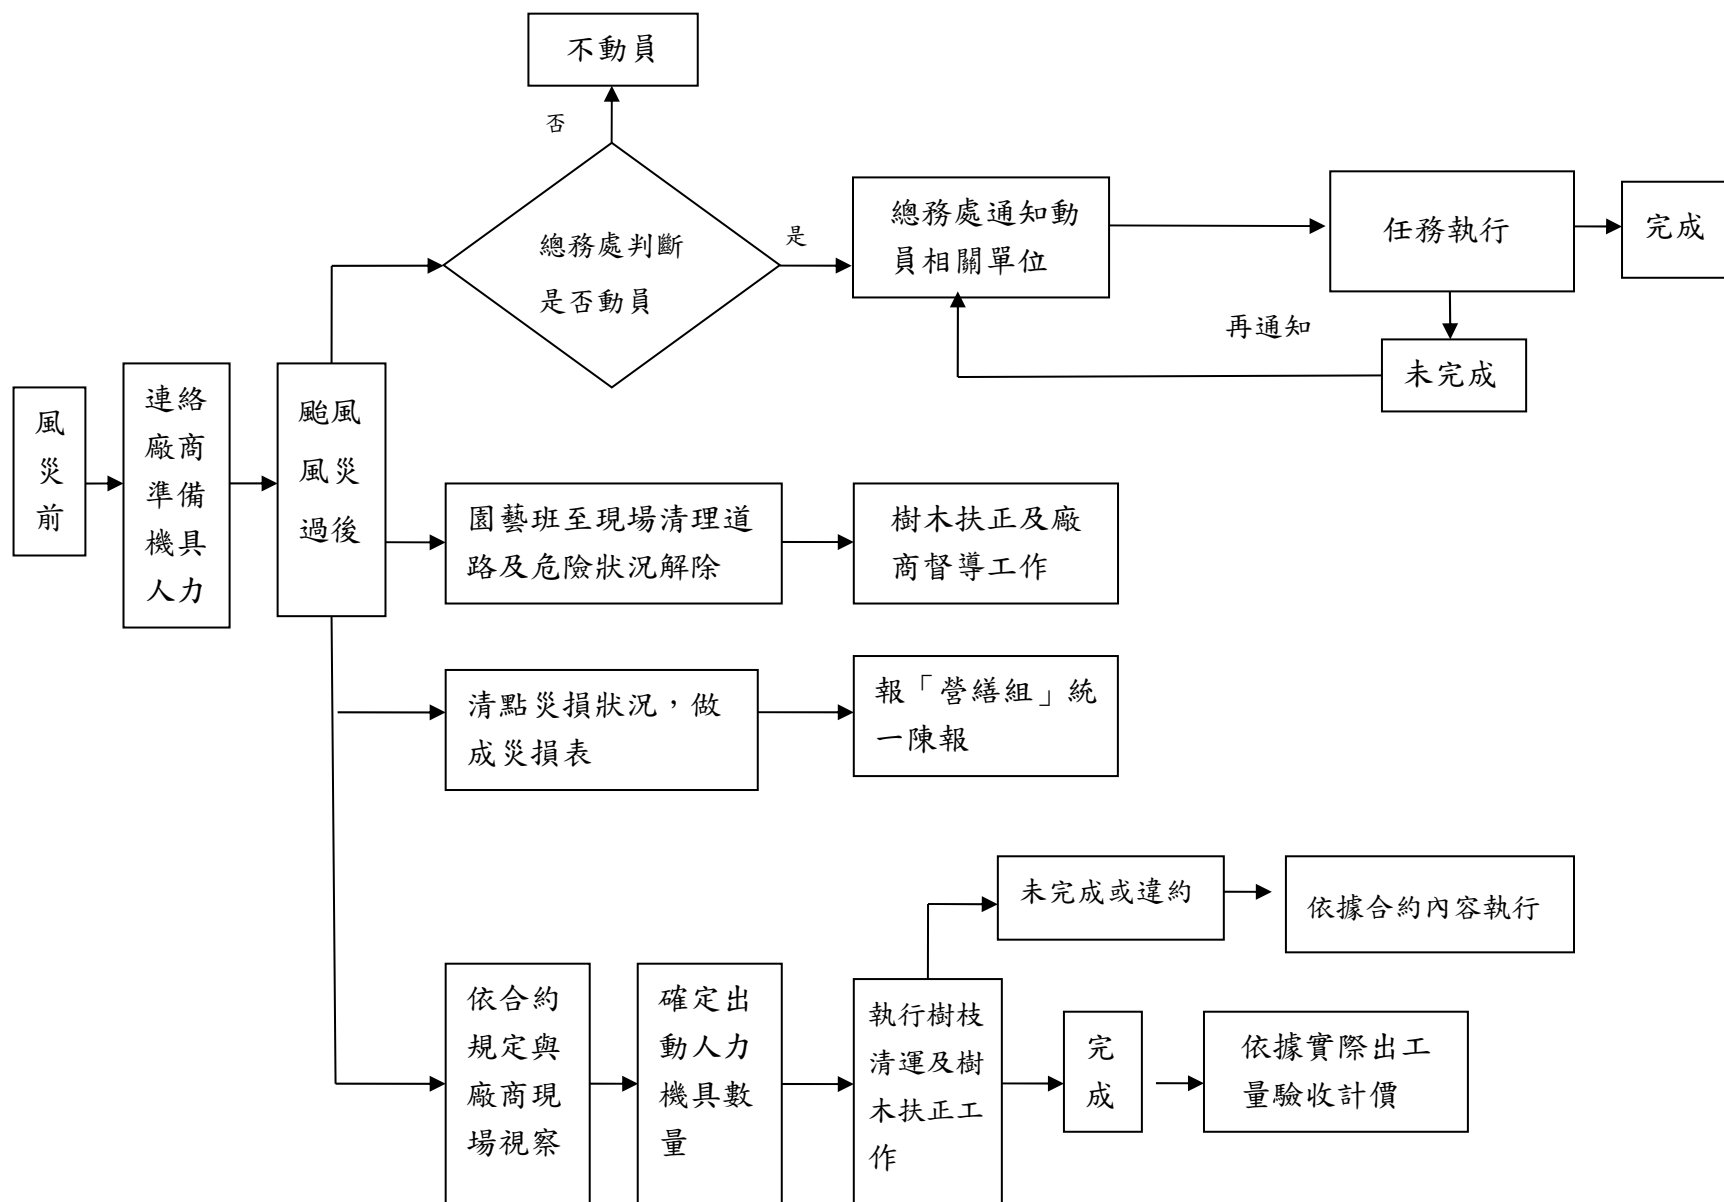 不動員
否
總務處判斷
是否動員
是
總務處通知動
員相關單位
任務執行
完成
再通知
未完成
風
災
前
連絡
廠商
準備
機具
人力
颱風
風災
過後
園藝班至現場清理道
路及危險狀況解除
樹木扶正及廠
商督導工作
清點災損狀況，做
成災損表
報「營繕組」統
一陳報
未完成或違約
依據合約內容執行
依合約
規定與
廠商現
場視察
確定出
動人力
機具數
量
執行樹枝
清運及樹
木扶正工
作
完
成
依據實際出工
量驗收計價